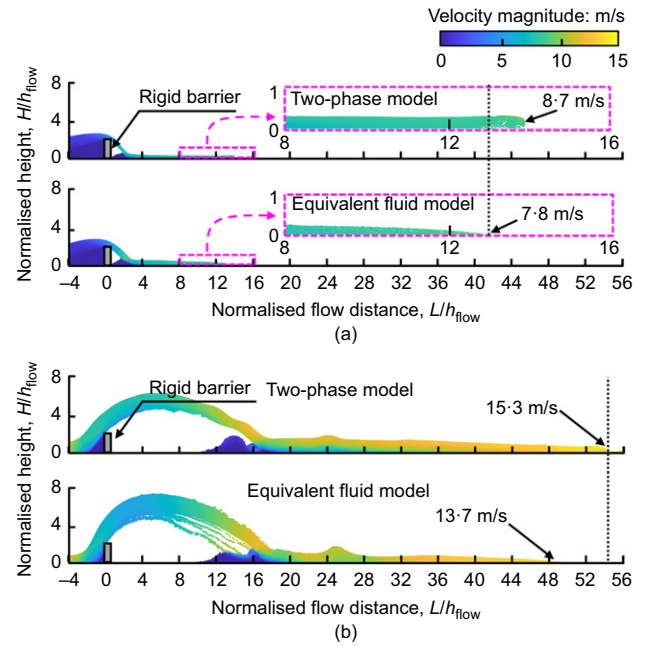 Velocity magnitude: m/s
0 5 10 15
Normalised height, H/hflow
8
4
0
Rigid barrier
1
0
Two-phase model
8·7 m/s
8 12 16
8
4
0
1
0
Equivalent fluid model
7·8 m/s
8 12 16
–4 0 4 8 12 16 20 24 28 32 36 40 44 48 52 56
Normalised flow distance, L/hflow
(a)
Normalised height, H/hflow
8
4
0
Rigid barrier
Two-phase model
15·3 m/s
8
4
0
Equivalent fluid model
13·7 m/s
–4 0 4 8 12 16 20 24 28 32 36 40 44 48 52 56
Normalised flow distance, L/hflow
(b)